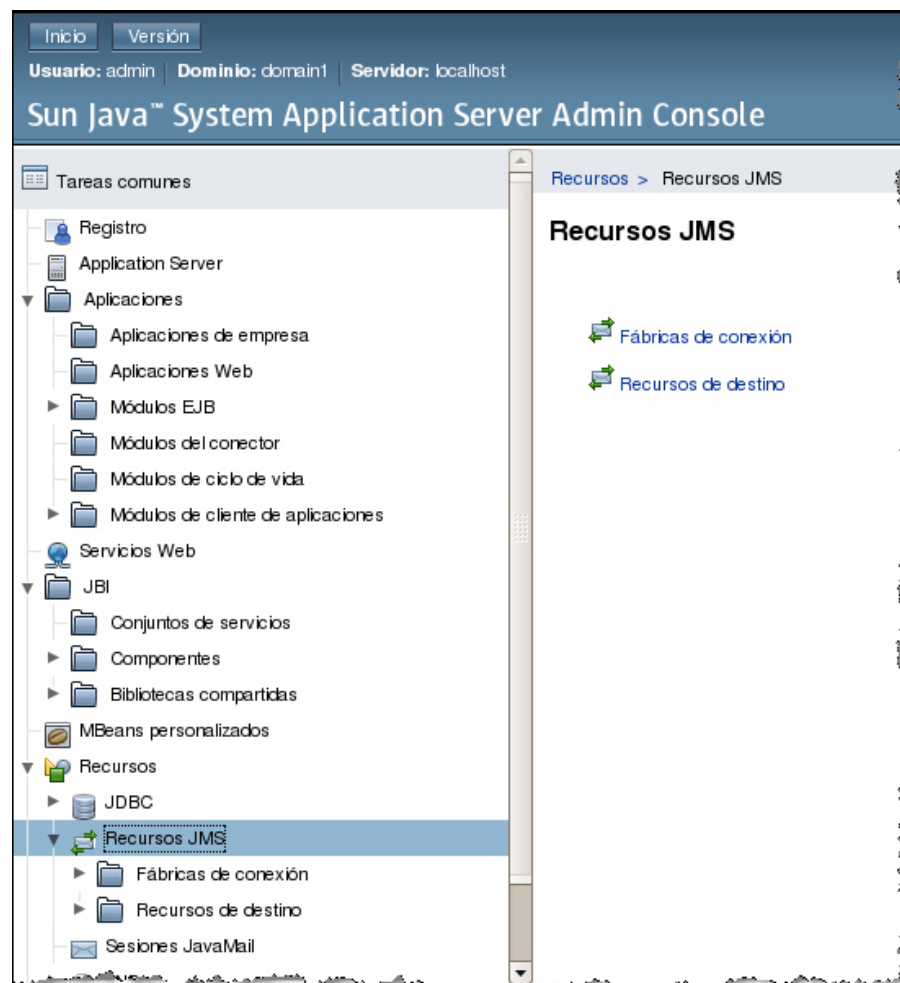 Inicio Versión
Usuario: admin Dominio: domain1 Servidor: localhost
Sun Java™ System Application Server Admin Console
Tareas comunes
Registro
Application Server
Aplicaciones
Aplicaciones de empresa
Aplicaciones Web
Módulos EJB
Módulos del conector
Módulos de ciclo de vida
Módulos de cliente de aplicaciones
Servicios Web
JBI
Conjuntos de servicios
Componentes
Bibliotecas compartidas
MBeans personalizados
Recursos
JDBC
Recursos JMS
Fábricas de conexión
Recursos de destino
Sesiones JavaMail
Recursos > Recursos JMS
Recursos JMS
Fábricas de conexión
Recursos de destino